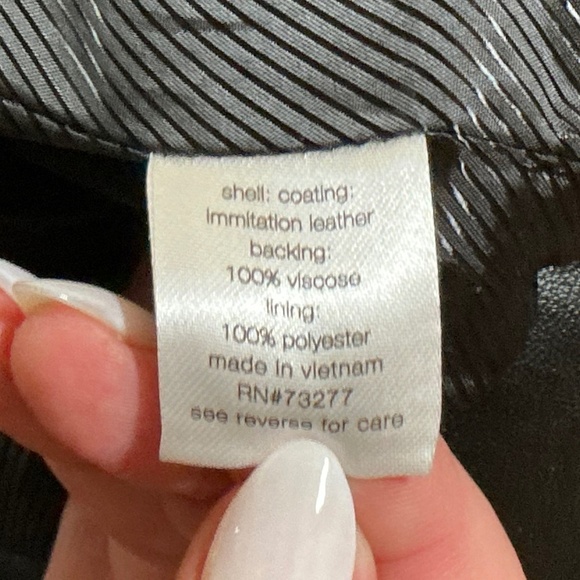 shell: coating:
immitation leather
backing:
100% viscose
lining:
100% polyester
made in vietnam
RN#73277
see reverse for care